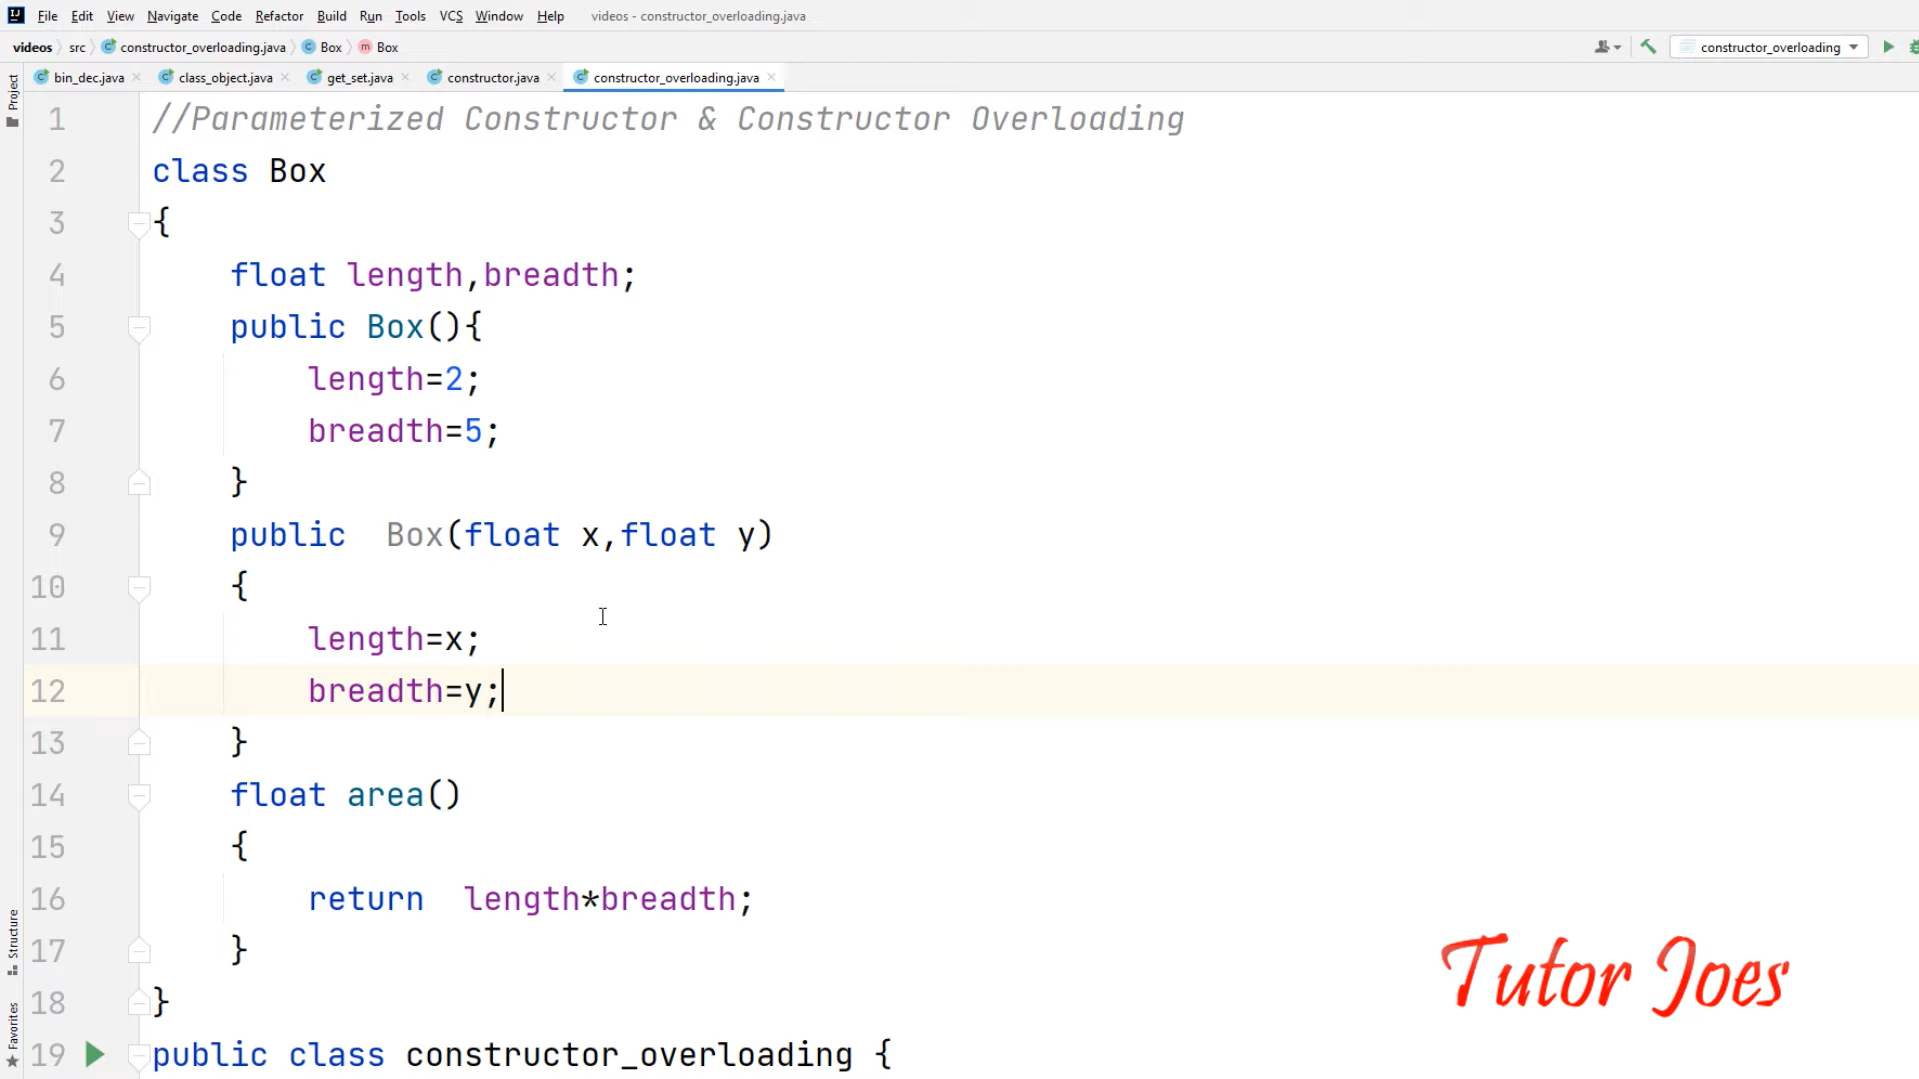 File Edit View Navigate Code Refactor Build Run Tools VCS Window Help videos - constructor_overloading.java
videos src constructor_overloading.java Box Box constructor_overloading
bin_dec.java class_object.java get_set.java constructor.java constructor_overloading.java
Project
1 //Parameterized Constructor & Constructor Overloading
2 class Box
3 {
4 float length,breadth;
5 public Box(){
6 length=2;
7 breadth=5;
8 }
9 public  Box(float x,float y)
10 {
11 length=x;
12 breadth=y;
13 }
14 float area()
15 {
16 return  length*breadth;
17 }
18 }
19 public class constructor_overloading {
Structure
Favorites
Tutor Joes